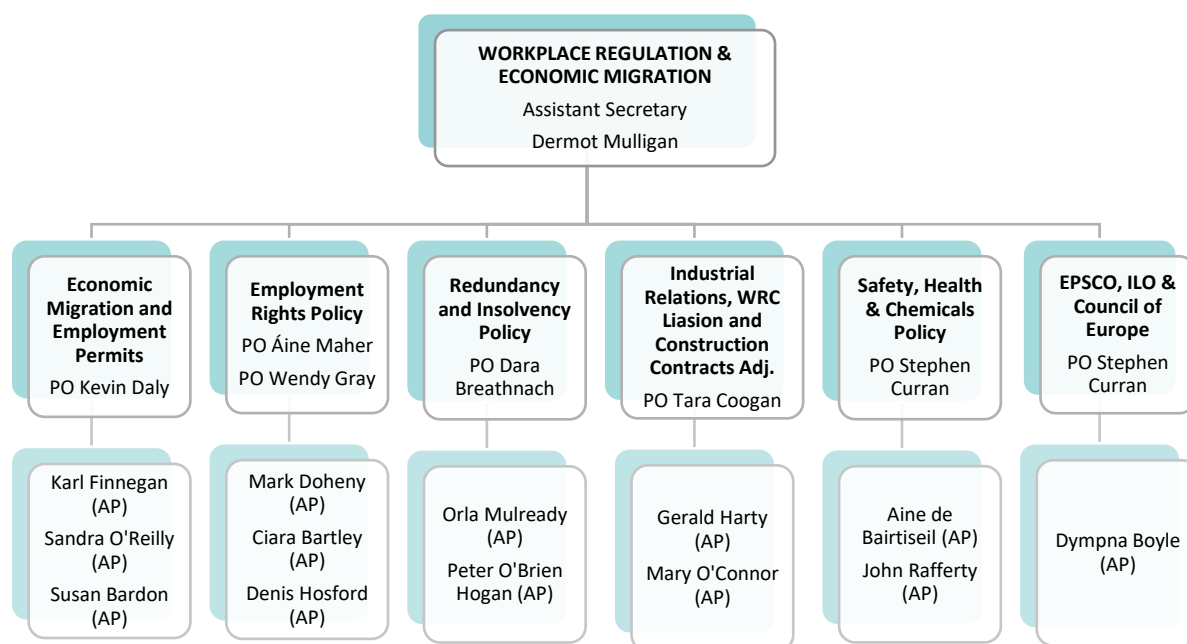 WORKPLACE REGULATION &
ECONOMIC MIGRATION
Assistant Secretary
Dermot Mulligan
Economic
Migration and
Employment
Permits
PO Kevin Daly
Employment
Rights Policy
PO Áine Maher
PO Wendy Gray
Redundancy
and Insolvency
Policy
PO Dara
Breathnach
Industrial
Relations, WRC
Liasion and
Construction
Contracts Adj.
PO Tara Coogan
Safety, Health
& Chemicals
Policy
PO Stephen
Curran
EPSCO, ILO &
Council of
Europe
PO Stephen
Curran
Karl Finnegan
(AP)
Sandra O'Reilly
(AP)
Susan Bardon
(AP)
Mark Doheny
(AP)
Ciara Bartley
(AP)
Denis Hosford
(AP)
Orla Mulready
(AP)
Peter O'Brien
Hogan (AP)
Gerald Harty
(AP)
Mary O'Connor
(AP)
Aine de
Bairtiseil (AP)
John Rafferty
(AP)
Dympna Boyle
(AP)